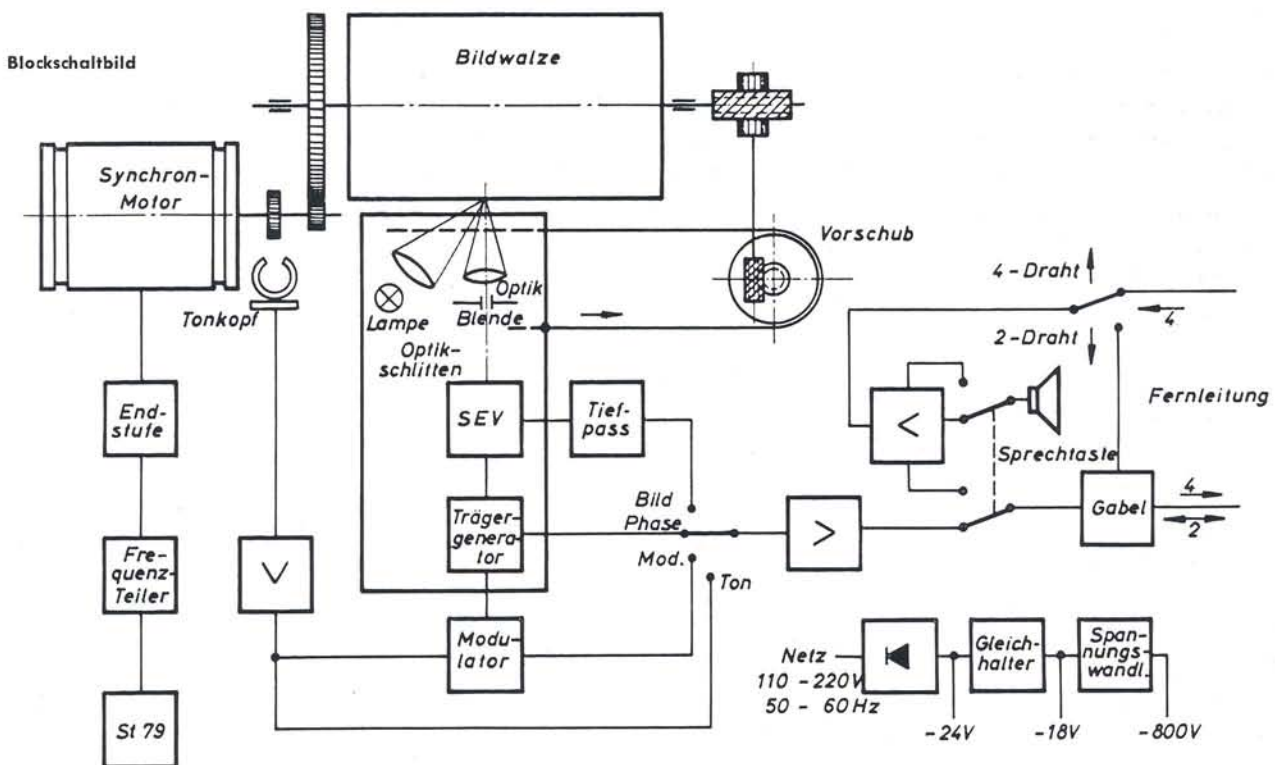 Blockschaltbild
Bildwalze
Synchron-
Motor
Tonkopf
Vorschub
Optik
Lampe
Blende
Optik-
schlitten
4-Draht
4
2-Draht
Fernleitung
End-
stufe
SEV
Tief-
pass
<
Sprechtaste
Bild
Phase
Mod.
Ton
Träger-
genera-
tor
>
Gabel
4
2
Fre-
quenz-
Teiler
V
Modu-
lator
St 79
Netz
110 - 220V
50 - 60Hz
Gleich-
halter
Span-
nungs-
wandl.
-24V
-18V
-800V